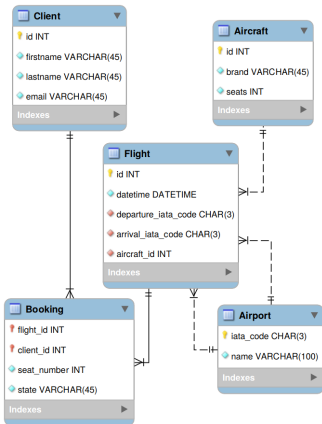 Client
id INT
firstname VARCHAR(45)
lastname VARCHAR(45)
email VARCHAR(45)
Indexes
Aircraft
id INT
brand VARCHAR(45)
seats INT
Indexes
Flight
id INT
datetime DATETIME
departure_iata_code CHAR(3)
arrival_iata_code CHAR(3)
aircraft_id INT
Indexes
Booking
flight_id INT
client_id INT
seat_number INT
state VARCHAR(45)
Indexes
Airport
iata_code CHAR(3)
name VARCHAR(100)
Indexes